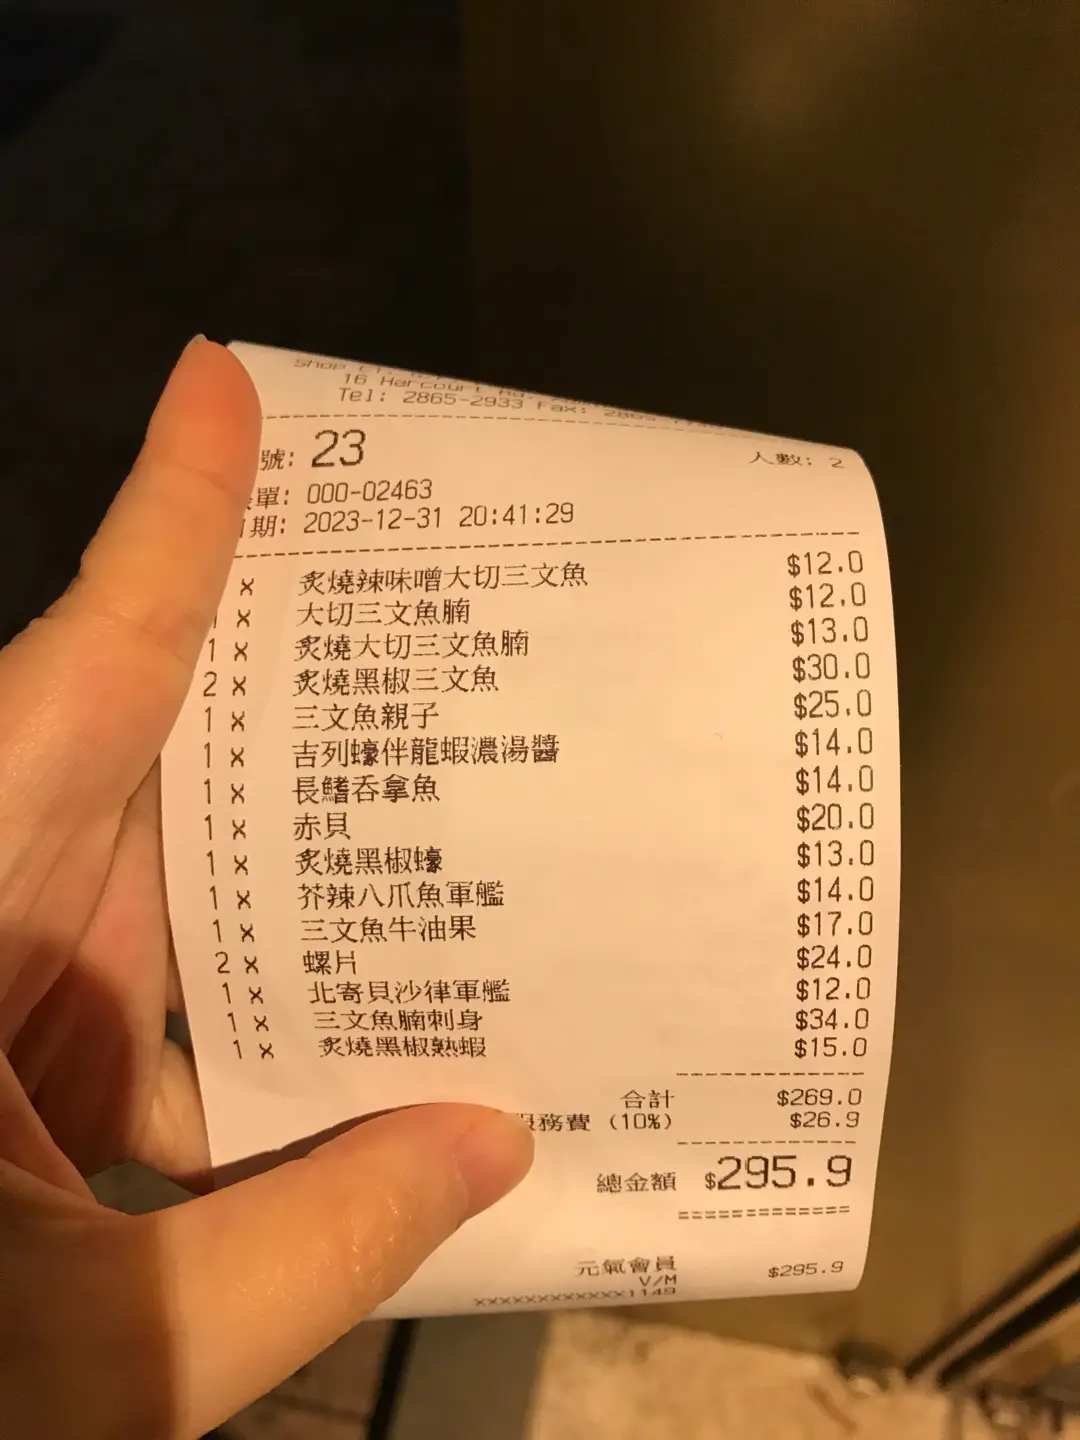 Shop
16 Harcourt
Tel: 2865-2933 Fax:
號: 23 人數: 2
單: 000-02463
期: 2023-12-31 20:41:29
x 炙燒辣味噌大切三文魚 $12.0
1 x 大切三文魚腩 $12.0
1 x 炙燒大切三文魚腩 $13.0
2 x 炙燒黑椒三文魚 $30.0
1 x 三文魚親子 $25.0
1 x 吉列蠔伴龍蝦濃湯醬 $14.0
1 x 長鰭吞拿魚 $14.0
1 x 赤貝 $20.0
1 x 炙燒黑椒蠔 $13.0
1 x 芥辣八爪魚軍艦 $14.0
1 x 三文魚牛油果 $17.0
2 x 螺片 $24.0
1 x 北寄貝沙律軍艦 $12.0
1 x 三文魚腩刺身 $34.0
1 x 炙燒黑椒熟蝦 $15.0
合計 $269.0
服務費 (10%) $26.9
總金額 $295.9
元氣會員 $295.9
V/M
XXXXXXXXXXXX1149